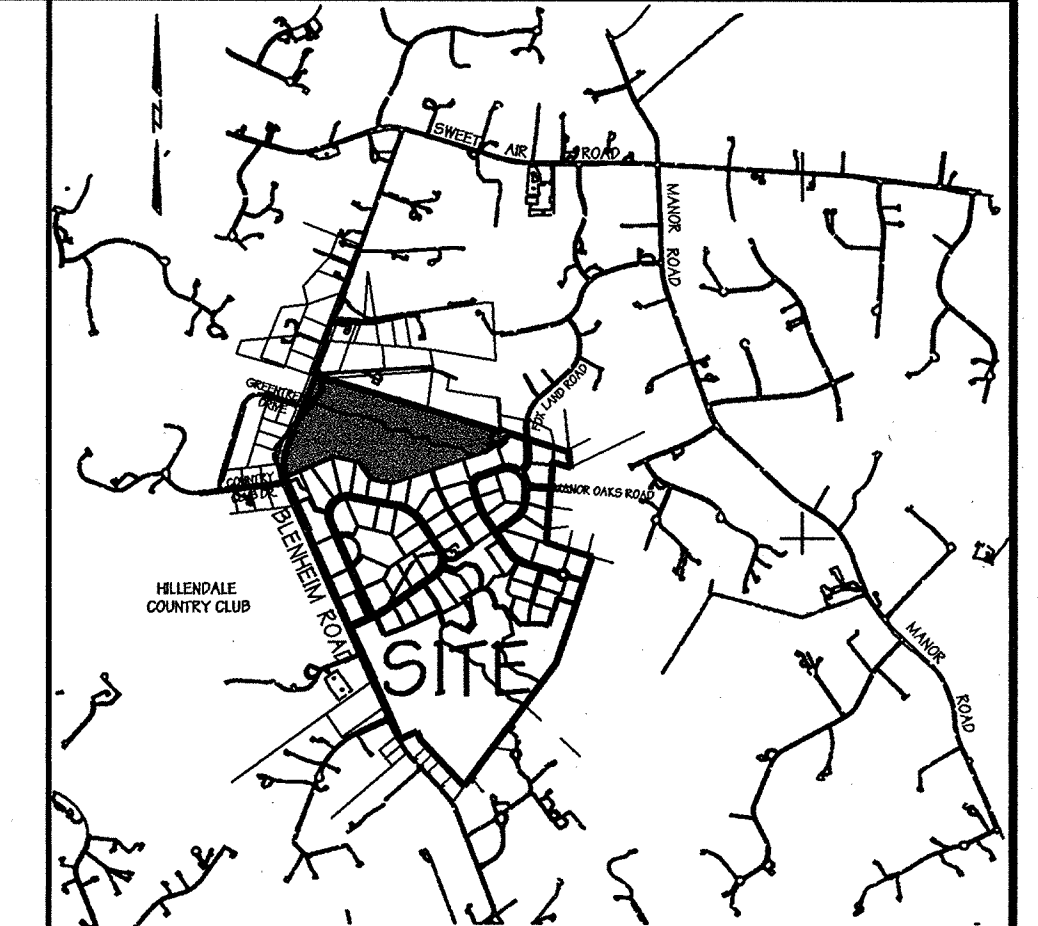 N
SWEET AIR ROAD
MANOR ROAD
GREENTREE
DRIVE
FOX LAND ROAD
COUNTRY
CLUB DR.
MANOR OAKS ROAD
BLENHEIM ROAD
HILLENDALE
COUNTRY CLUB
SITE
MANOR
ROAD